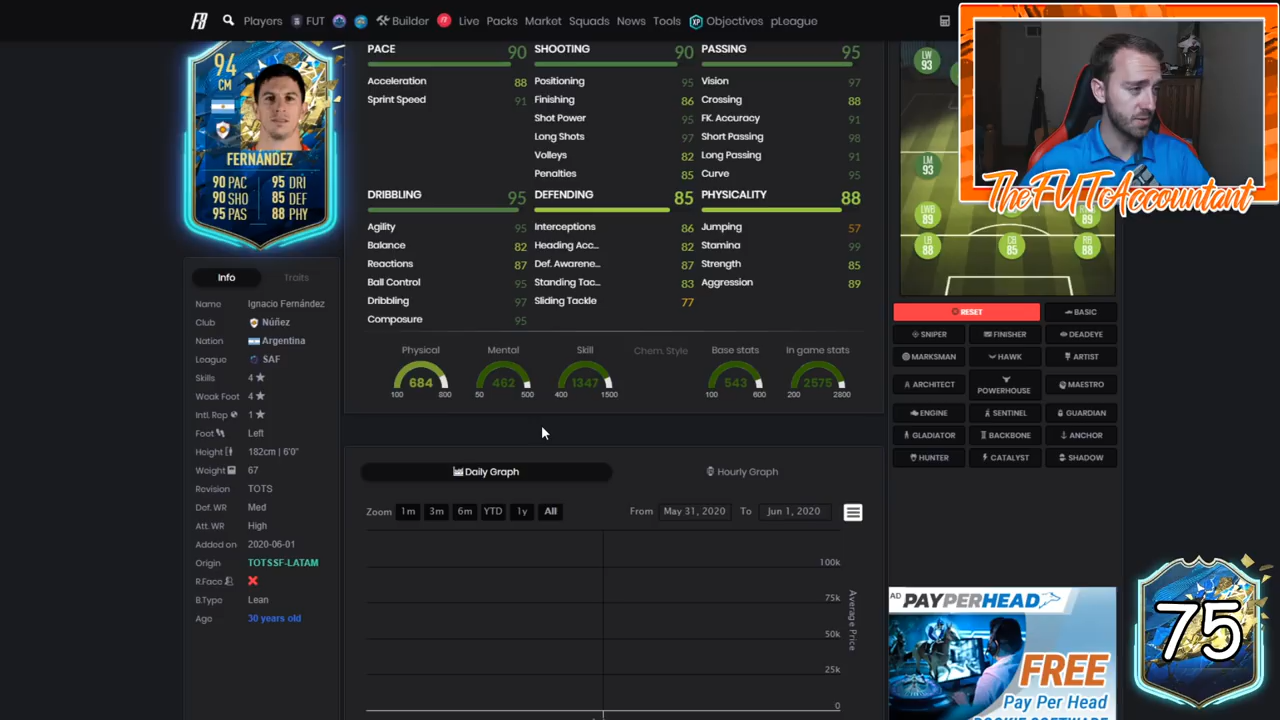 FB Players FUT Builder Live Packs Market Squads News Tools XP Objectives pLeague
94
CM
FERNÁNDEZ
90 PAC 95 DRI
90 SHO 85 DEF
95 PAS 88 PHY
PACE 90
Acceleration 88
Sprint Speed 91
SHOOTING 90
Positioning 95
Finishing 86
Shot Power 95
Long Shots 97
Volleys 82
Penalties 85
PASSING 95
Vision 97
Crossing 88
FK. Accuracy 91
Short Passing 98
Long Passing 91
Curve 95
DRIBBLING 95
Agility 95
Balance 82
Reactions 87
Ball Control 95
Dribbling 97
Composure 95
DEFENDING 85
Interceptions 86
Heading Acc... 82
Def. Awarene... 87
Standing Tac... 83
Sliding Tackle 77
PHYSICALITY 88
Jumping 57
Stamina 99
Strength 85
Aggression 89
Physical Mental Skill Chem. Style Base stats In game stats
684 462 1347 543 2575
100 800 50 500 400 1500 100 600 200 2800
Info Traits
Name Ignacio Fernández
Club Núñez
Nation Argentina
League SAF
Skills 4
Weak Foot 4
Intl. Rep 1
Foot Left
Height 182cm | 6'0"
Weight 67
Revision TOTS
Def. WR Med
Att. WR High
Added on 2020-06-01
Origin TOTSSF-LATAM
R.Face
B.Type Lean
Age 30 years old
Daily Graph Hourly Graph
Zoom 1m 3m 6m YTD 1y All From May 31, 2020 To Jun 1, 2020
100k
75k
50k
25k
0
Average Price
LW
93
LM
93
LWB
89
89
LB
88
CB
85
RB
88
TheFUTAccountant
RESET BASIC
SNIPER FINISHER DEADEYE
MARKSMAN HAWK ARTIST
ARCHITECT POWERHOUSE MAESTRO
ENGINE SENTINEL GUARDIAN
GLADIATOR BACKBONE ANCHOR
HUNTER CATALYST SHADOW
AD PAYPERHEAD
FREE
Pay Per Head
BOOKIE SOFTWARE
75